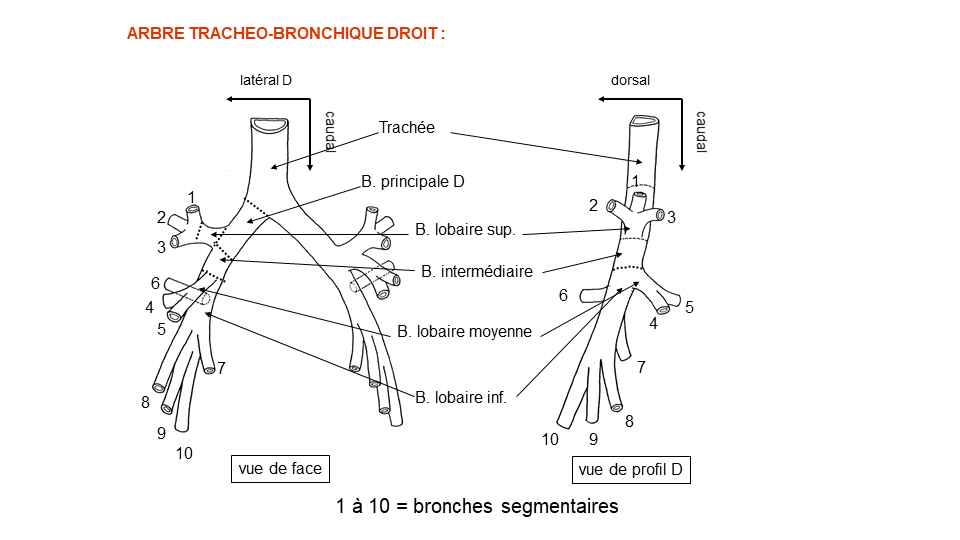 ARBRE TRACHEO-BRONCHIQUE DROIT :
latéral D
caudal
dorsal
caudal
Trachée
B. principale D
B. lobaire sup.
B. intermédiaire
B. lobaire moyenne
B. lobaire inf.
1
2
3
6
4
5
7
8
9
10
1
2
3
6
5
4
7
8
10
9
vue de face
vue de profil D
1 à 10 = bronches segmentaires